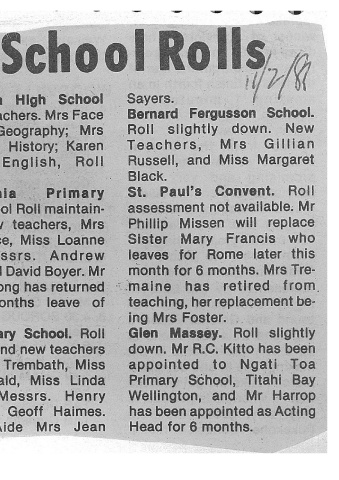 School Rolls
11/2/88
High School
achers. Mrs Face
Geography; Mrs
History; Karen
English, Roll
Primary
ol Roll maintain-
teachers, Mrs
Miss Loanne
Andrew
David Boyer. Mr
ong has returned
onths leave of
ary School. Roll
nd new teachers
Trembath, Miss
ald, Miss Linda
Messrs. Henry
Geoff Haimes.
Aide Mrs Jean
Sayers.
Bernard Fergusson School.
Roll slightly down. New
Teachers, Mrs Gillian
Russell, and Miss Margaret
Black.
St. Paul's Convent. Roll
assessment not available. Mr
Phillip Missen will replace
Sister Mary Francis who
leaves for Rome later this
month for 6 months. Mrs Tre-
maine has retired from
teaching, her replacement be-
ing Mrs Foster.
Glen Massey. Roll slightly
down. Mr R.C. Kitto has been
appointed to Ngati Toa
Primary School, Titahi Bay
Wellington, and Mr Harrop
has been appointed as Acting
Head for 6 months.